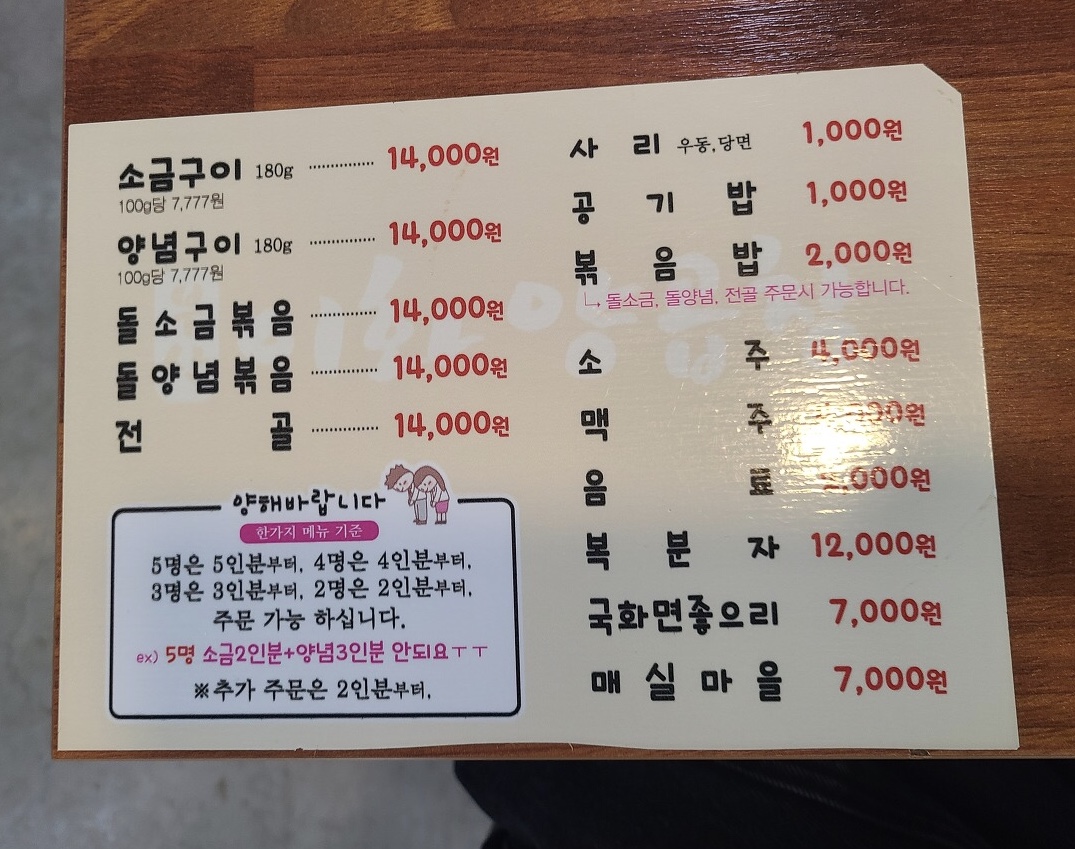 소금구이 180g ················ 14,000원
100g당 7,777원
양념구이 180g ················ 14,000원
100g당 7,777원
돌소금볶음 ················ 14,000원
돌양념볶음 ················ 14,000원
전골 ················ 14,000원
양해바랍니다
한가지 메뉴 기준
5명은 5인분부터, 4명은 4인분부터,
3명은 3인분부터, 2명은 2인분부터,
주문 가능 하십니다.
ex) 5명 소금2인분+양념3인분 안되요ㅜㅜ
※추가 주문은 2인분부터,
사리 우동,당면 1,000원
공기밥 1,000원
볶음밥 2,000원
ㄴ, 돌소금, 돌양념, 전골 주문시 가능합니다.
소주 4,000원
맥주
음료
복분자 12,000원
국화면좋으리 7,000원
매실마을 7,000원